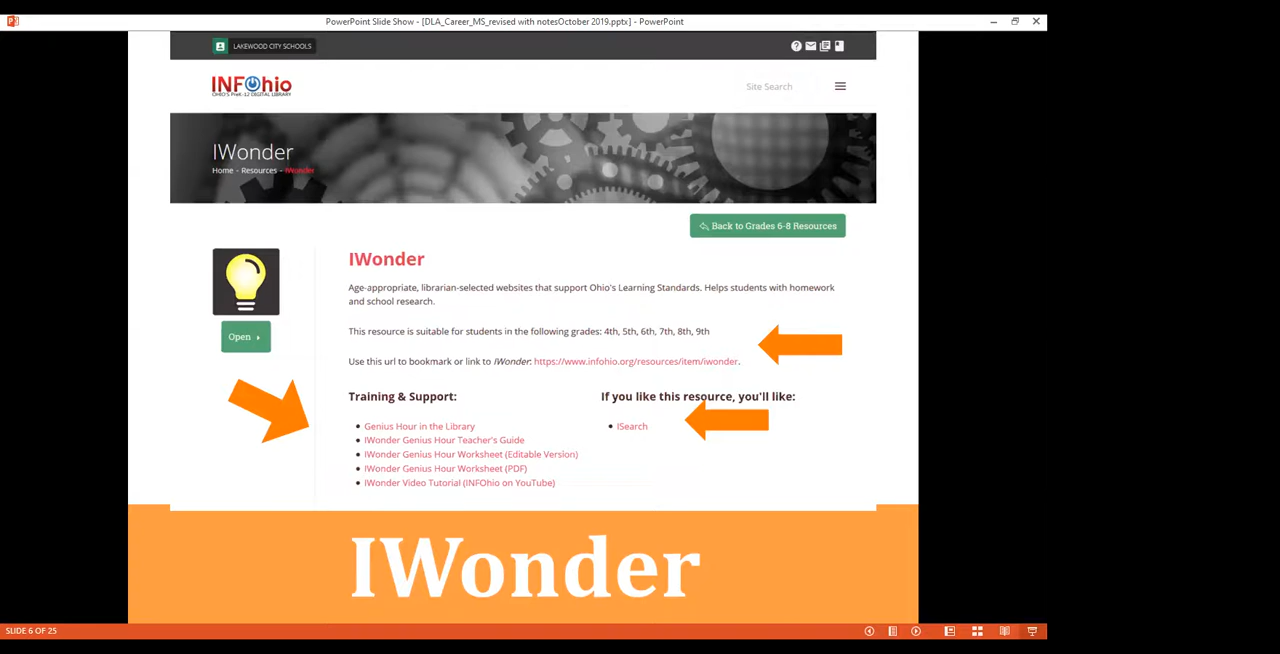 PowerPoint Slide Show - [DLA_Career_MS_revised with notesOctober 2019.pptx] - PowerPoint
LAKEWOOD CITY SCHOOLS
INFOhio
OHIO'S PreK-12 DIGITAL LIBRARY
Site Search
IWonder
Home - Resources - IWonder
Back to Grades 6-8 Resources
IWonder
Age-appropriate, librarian-selected websites that support Ohio's Learning Standards. Helps students with homework
and school research.
Open
This resource is suitable for students in the following grades: 4th, 5th, 6th, 7th, 8th, 9th
Use this url to bookmark or link to IWonder: https://www.infohio.org/resources/item/iwonder.
Training & Support:
Genius Hour in the Library
IWonder Genius Hour Teacher's Guide
IWonder Genius Hour Worksheet (Editable Version)
IWonder Genius Hour Worksheet (PDF)
IWonder Video Tutorial (INFOhio on YouTube)
If you like this resource, you'll like:
ISearch
IWonder
SLIDE 6 OF 25